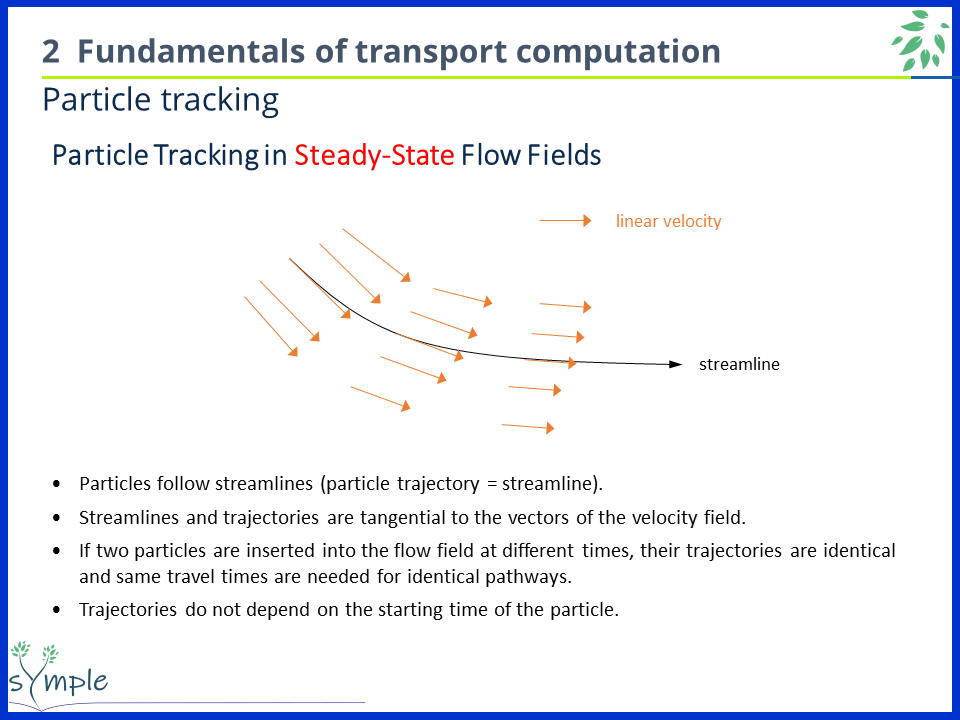 2 Fundamentals of transport computation
Particle tracking
Particle Tracking in Steady-State Flow Fields
linear velocity
streamline
• Particles follow streamlines (particle trajectory = streamline).
• Streamlines and trajectories are tangential to the vectors of the velocity field.
• If two particles are inserted into the flow field at different times, their trajectories are identical
and same travel times are needed for identical pathways.
• Trajectories do not depend on the starting time of the particle.
sYmple